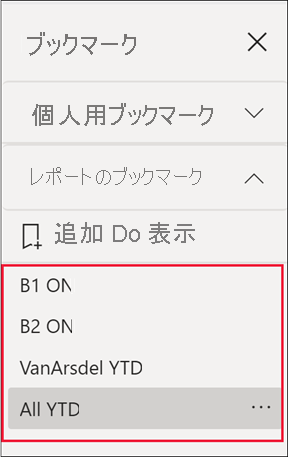 ブックマーク
個人用ブックマーク
レポートのブックマーク
追加 Do 表示
B1 ON
B2 ON
VanArsdel YTD
All YTD